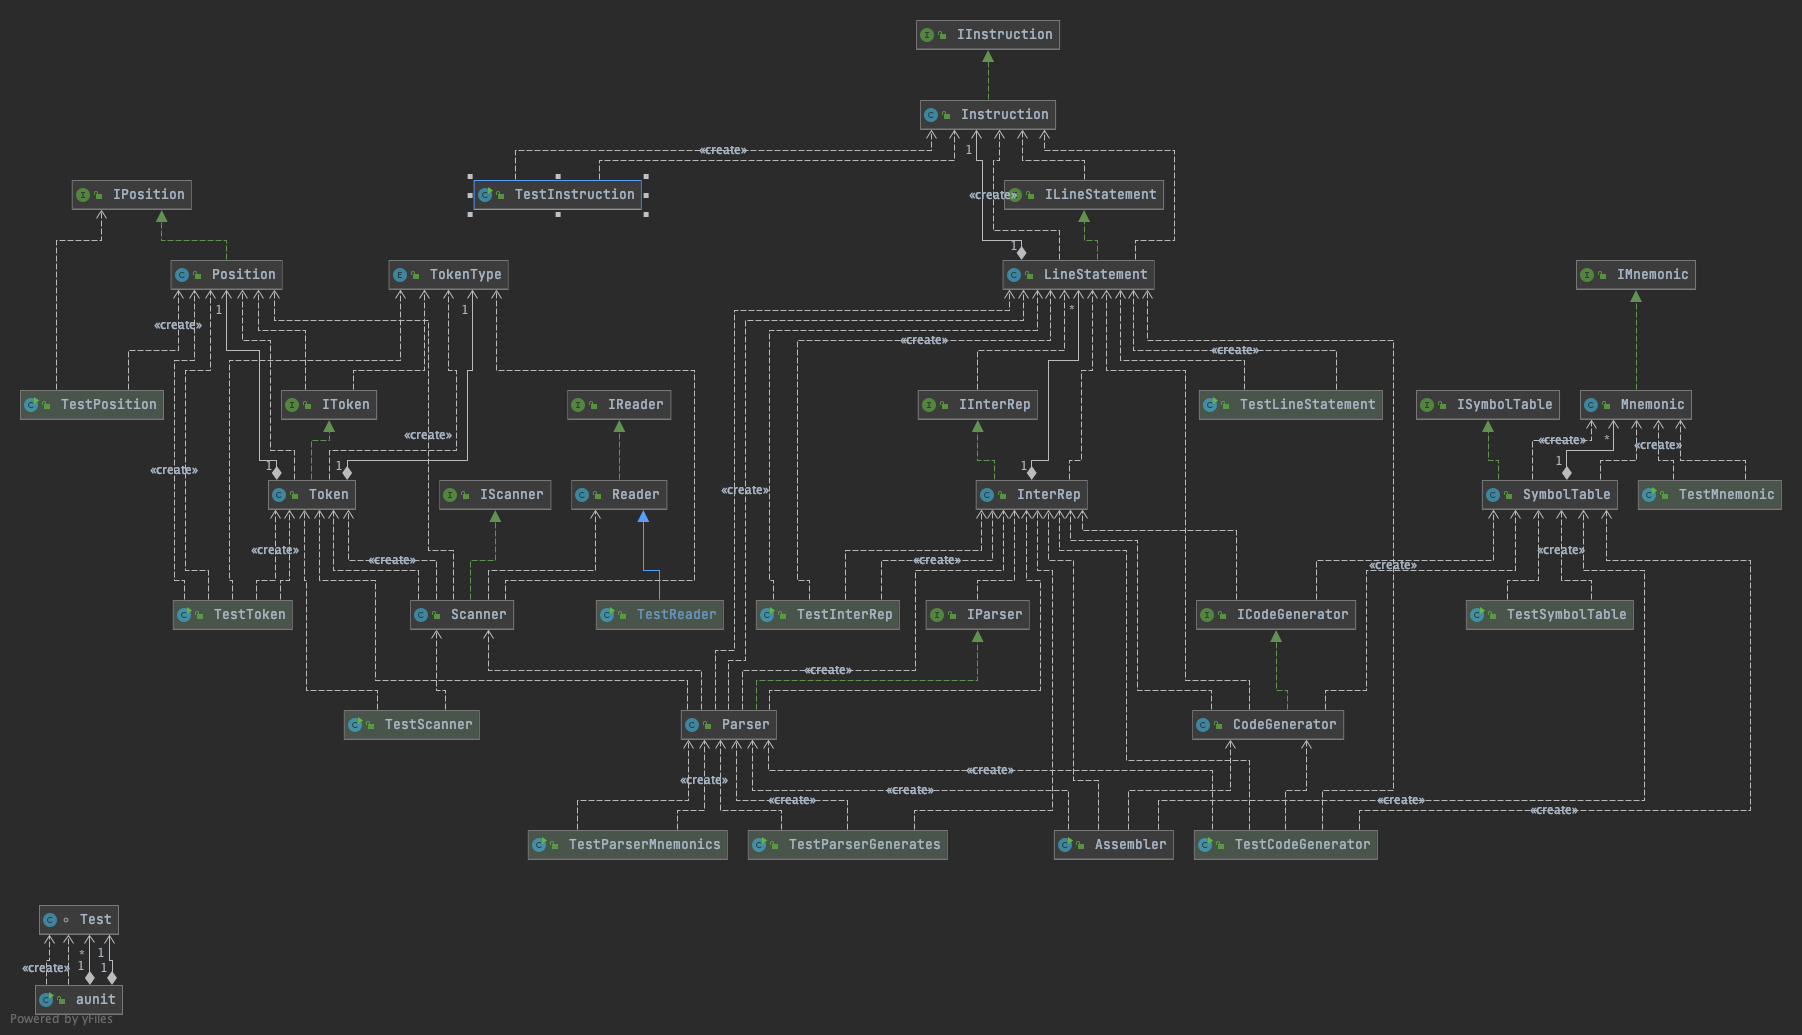 IInstruction
Instruction
«create»
1
TestInstruction
«create»
ILineStatement
IPosition
1
Position
TokenType
LineStatement
IMnemonic
1
1
*
«create»
«create»
«create»
TestPosition
IToken
IReader
IInterRep
TestLineStatement
ISymbolTable
Mnemonic
«create»
«create»
*
«create»
«create»
1
1
1
1
Token
IScanner
Reader
«create»
InterRep
SymbolTable
TestMnemonic
«create»
«create»
«create»
«create»
«create»
TestToken
Scanner
TestReader
TestInterRep
IParser
ICodeGenerator
TestSymbolTable
«create»
TestScanner
Parser
CodeGenerator
«create»
«create»
«create»
«create»
«create»
«create»
TestParserMnemonics
TestParserGenerates
Assembler
TestCodeGenerator
Test
*
1
«create»
1
1
aunit
Powered by yFiles